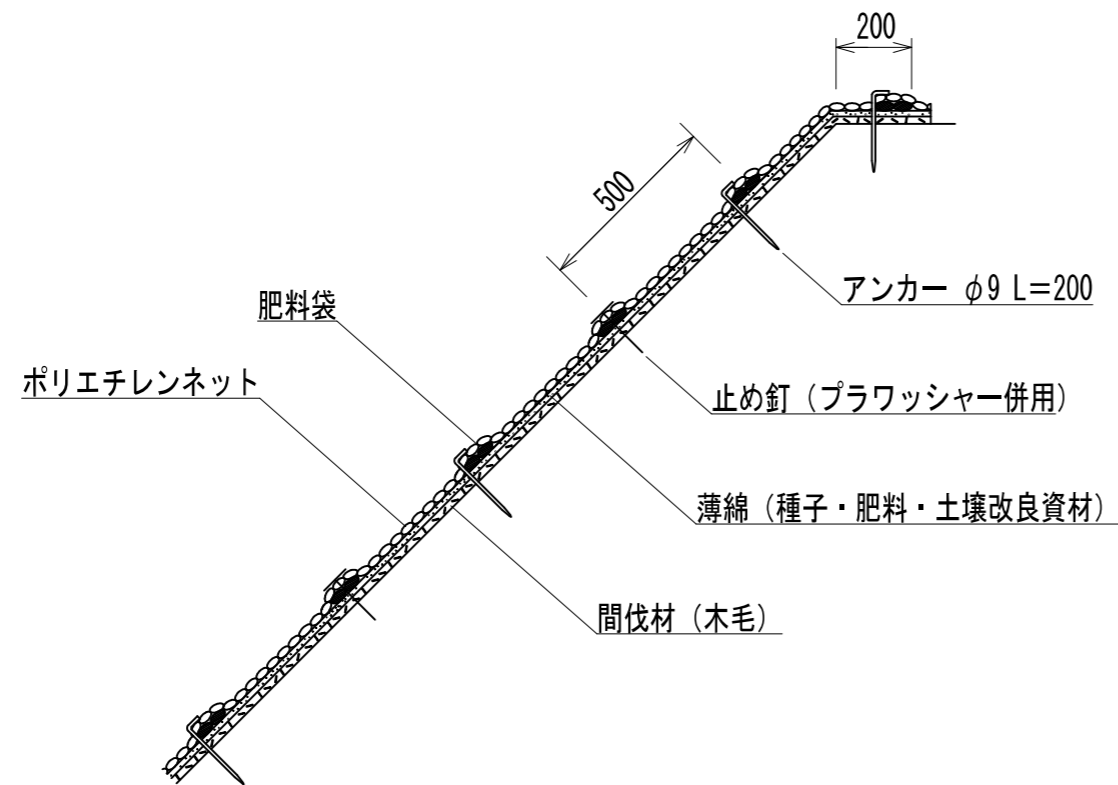 200
500
アンカー φ9 L=200
肥料袋
ポリエチレンネット
止め釘（プラワッシャー併用）
薄綿（種子・肥料・土壌改良資材）
間伐材（木毛）